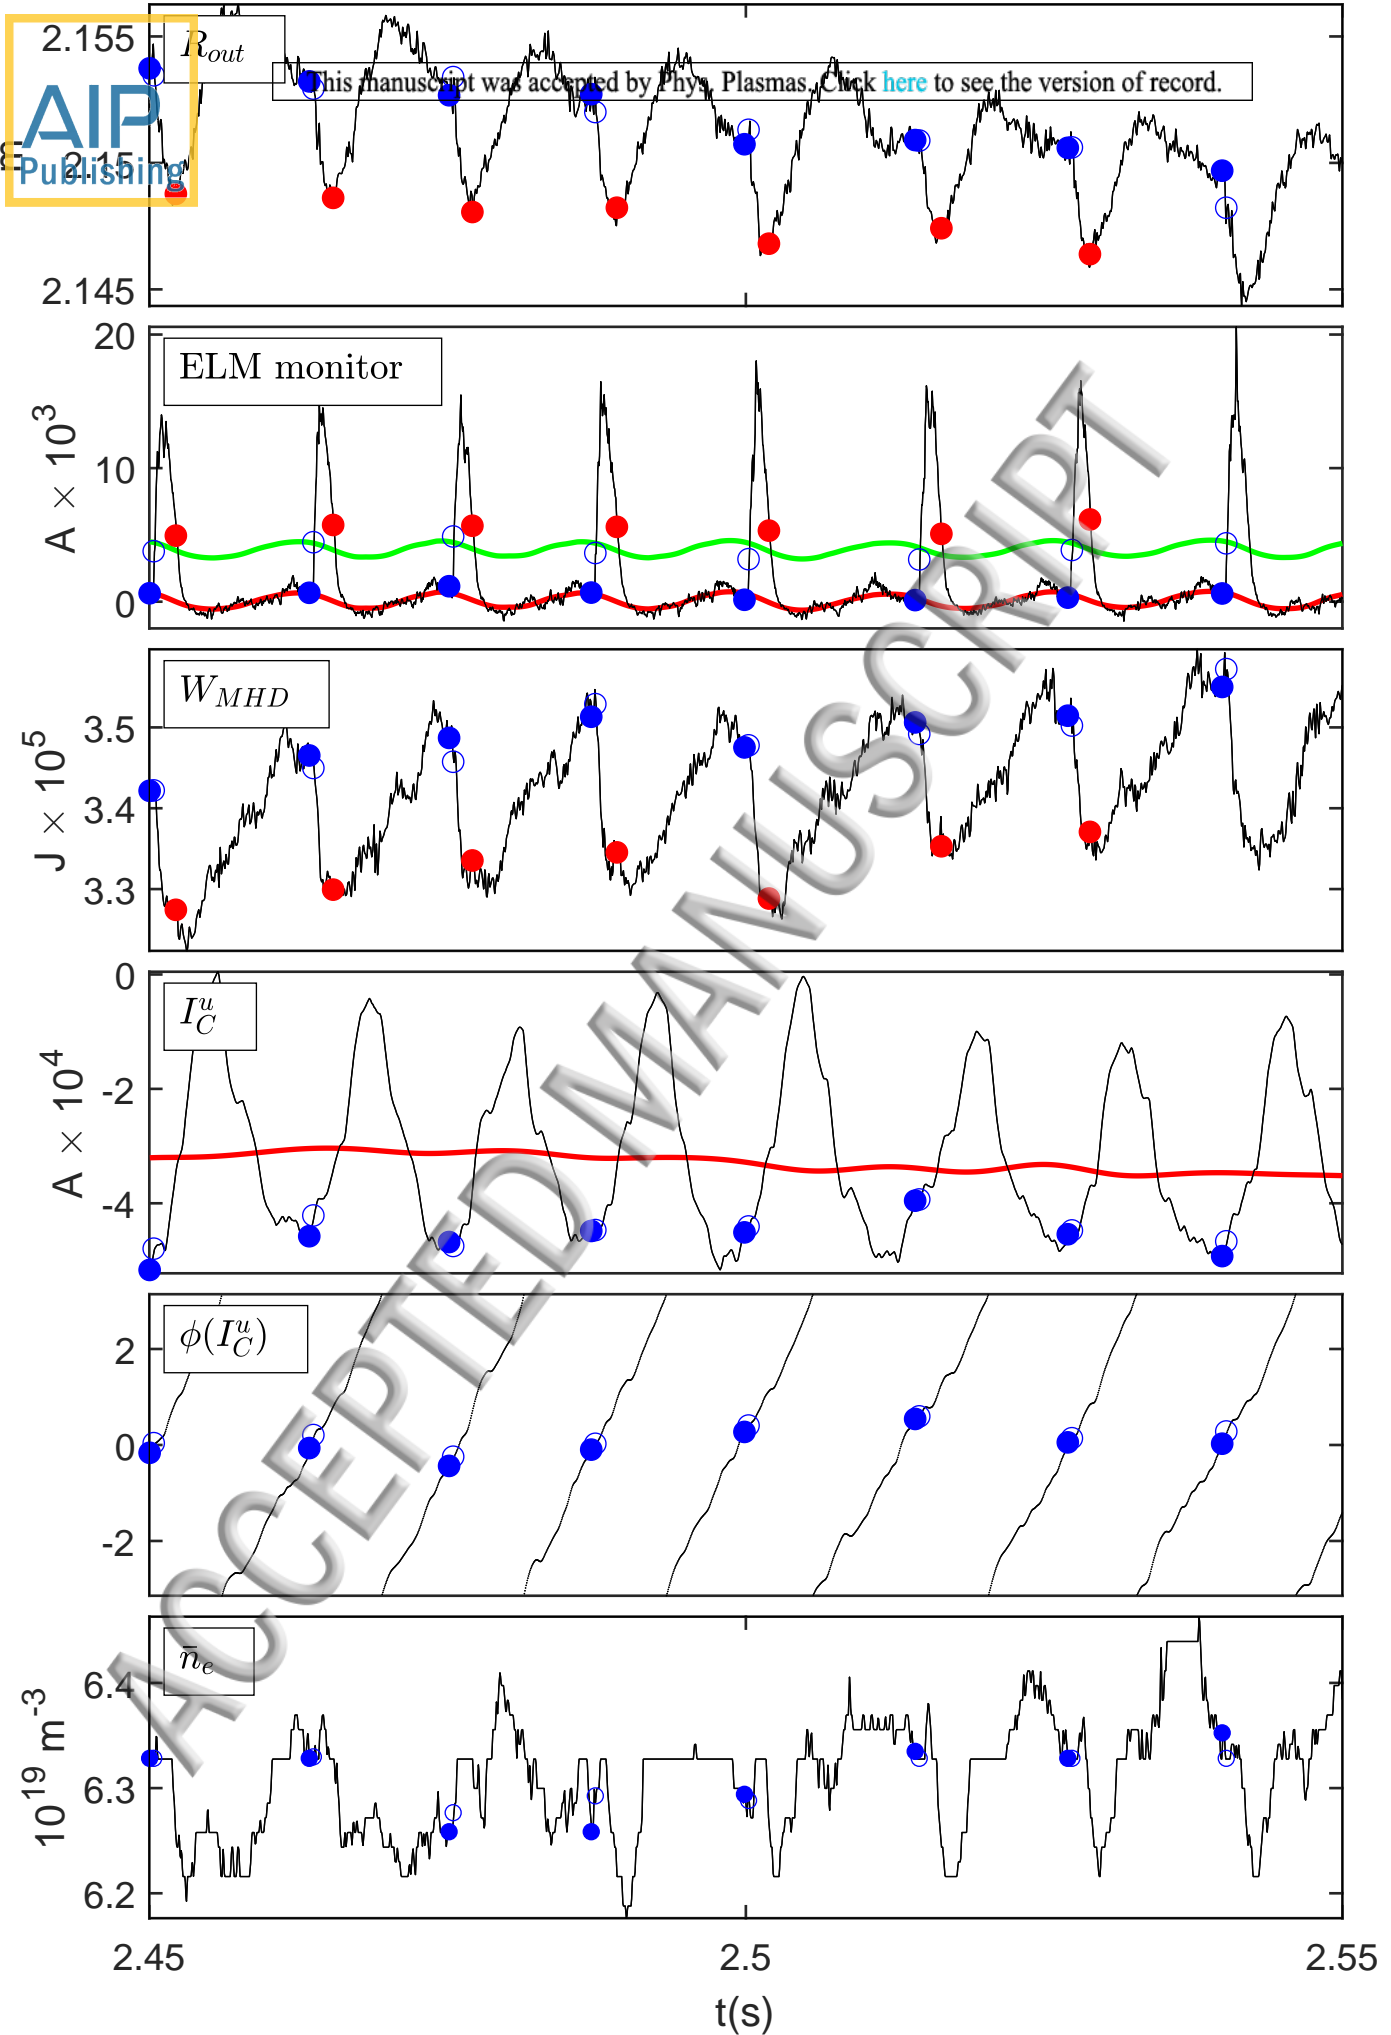 2.155
R_out
This manuscript was accepted by Phys. Plasmas. Click here to see the version of record.
AIP
Publishing
m
2.15
2.145
20
ELM monitor
10
0
A × 10^3
W_MHD
3.5
3.4
3.3
J × 10^5
0
I_C^u
-2
-4
A × 10^4
ϕ(I_C^u)
2
0
-2
n̄_e
6.4
6.3
6.2
10^19 m^-3
2.45
2.5
2.55
t(s)
ACCEPTED MANUSCRIPT